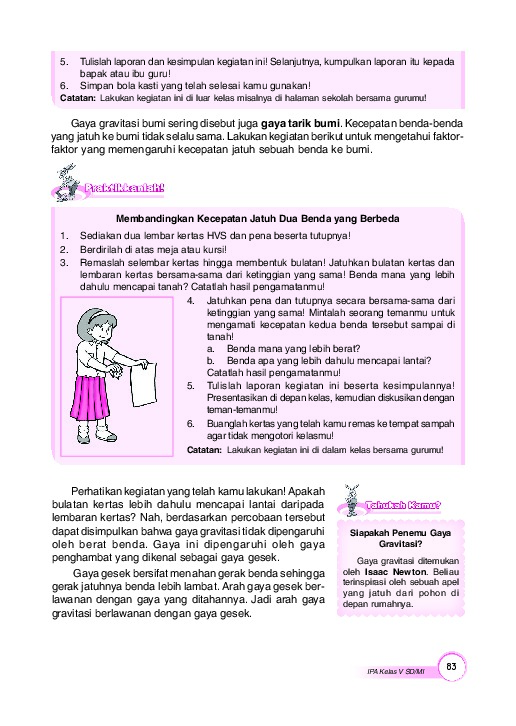 5. Tulislah laporan dan kesimpulan kegiatan ini! Selanjutnya, kumpulkan laporan itu kepada
bapak atau ibu guru!
6. Simpan bola kasti yang telah selesai kamu gunakan!
Catatan: Lakukan kegiatan ini di luar kelas misalnya di halaman sekolah bersama gurumu!
Gaya gravitasi bumi sering disebut juga gaya tarik bumi. Kecepatan benda-benda
yang jatuh ke bumi tidak selalu sama. Lakukan kegiatan berikut untuk mengetahui faktor-
faktor yang memengaruhi kecepatan jatuh sebuah benda ke bumi.
Praktikkanlah!
Membandingkan Kecepatan Jatuh Dua Benda yang Berbeda
1. Sediakan dua lembar kertas HVS dan pena beserta tutupnya!
2. Berdirilah di atas meja atau kursi!
3. Remaslah selembar kertas hingga membentuk bulatan! Jatuhkan bulatan kertas dan
lembaran kertas bersama-sama dari ketinggian yang sama! Benda mana yang lebih
dahulu mencapai tanah? Catatlah hasil pengamatanmu!
4. Jatuhkan pena dan tutupnya secara bersama-sama dari
ketinggian yang sama! Mintalah seorang temanmu untuk
mengamati kecepatan kedua benda tersebut sampai di
tanah!
a. Benda mana yang lebih berat?
b. Benda apa yang lebih dahulu mencapai lantai?
Catatlah hasil pengamatanmu!
5. Tulislah laporan kegiatan ini beserta kesimpulannya!
Presentasikan di depan kelas, kemudian diskusikan dengan
teman-temanmu!
6. Buanglah kertas yang telah kamu remas ke tempat sampah
agar tidak mengotori kelasmu!
Catatan: Lakukan kegiatan ini di dalam kelas bersama gurumu!
Perhatikan kegiatan yang telah kamu lakukan! Apakah
bulatan kertas lebih dahulu mencapai lantai daripada
lembaran kertas? Nah, berdasarkan percobaan tersebut
dapat disimpulkan bahwa gaya gravitasi tidak dipengaruhi
oleh berat benda. Gaya ini dipengaruhi oleh gaya
penghambat yang dikenal sebagai gaya gesek.
Gaya gesek bersifat menahan gerak benda sehingga
gerak jatuhnya benda lebih lambat. Arah gaya gesek ber-
lawanan dengan gaya yang ditahannya. Jadi arah gaya
gravitasi berlawanan dengan gaya gesek.
Tahukah Kamu?
Siapakah Penemu Gaya
Gravitasi?
Gaya gravitasi ditemukan
oleh Isaac Newton. Beliau
terinspirasi oleh sebuah apel
yang jatuh dari pohon di
depan rumahnya.
IPA Kelas V SD/MI
83